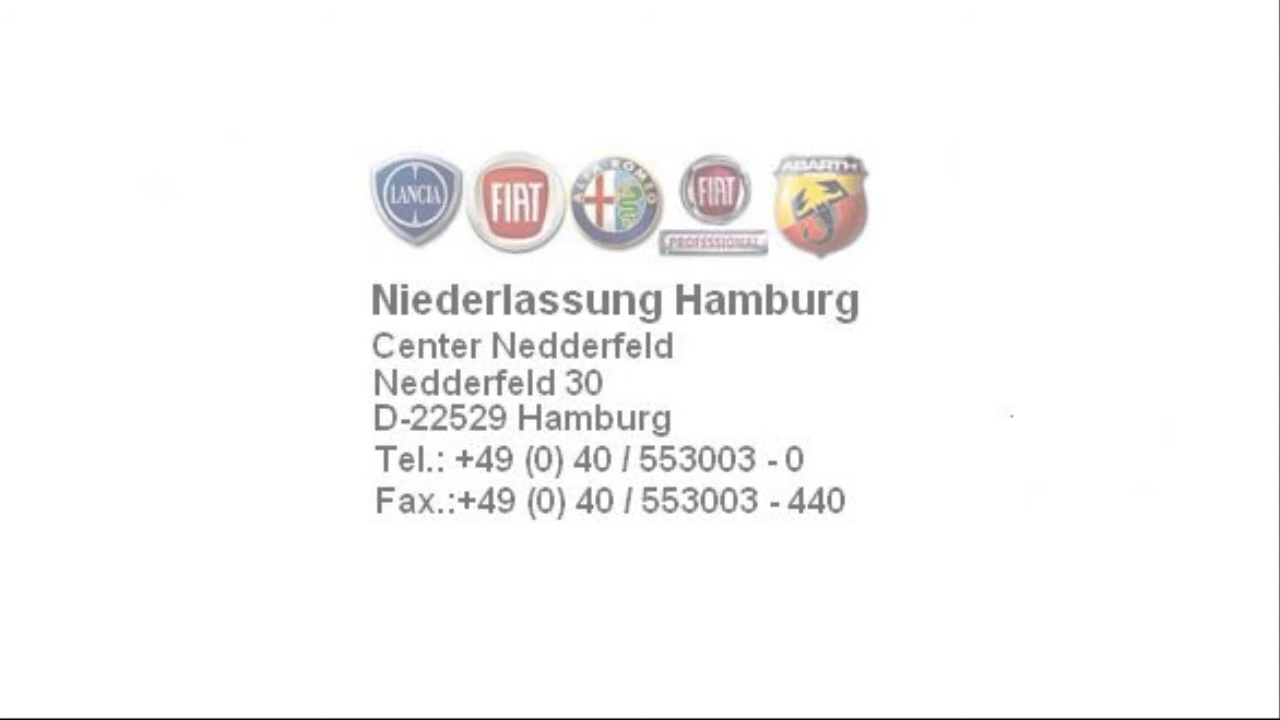 LANCIA FIAT ALFA ROMEO FIAT PROFESSIONAL ABARTH
Niederlassung Hamburg
Center Nedderfeld
Nedderfeld 30
D-22529 Hamburg
Tel.: +49 (0) 40 / 553003 - 0
Fax.:+49 (0) 40 / 553003 - 440